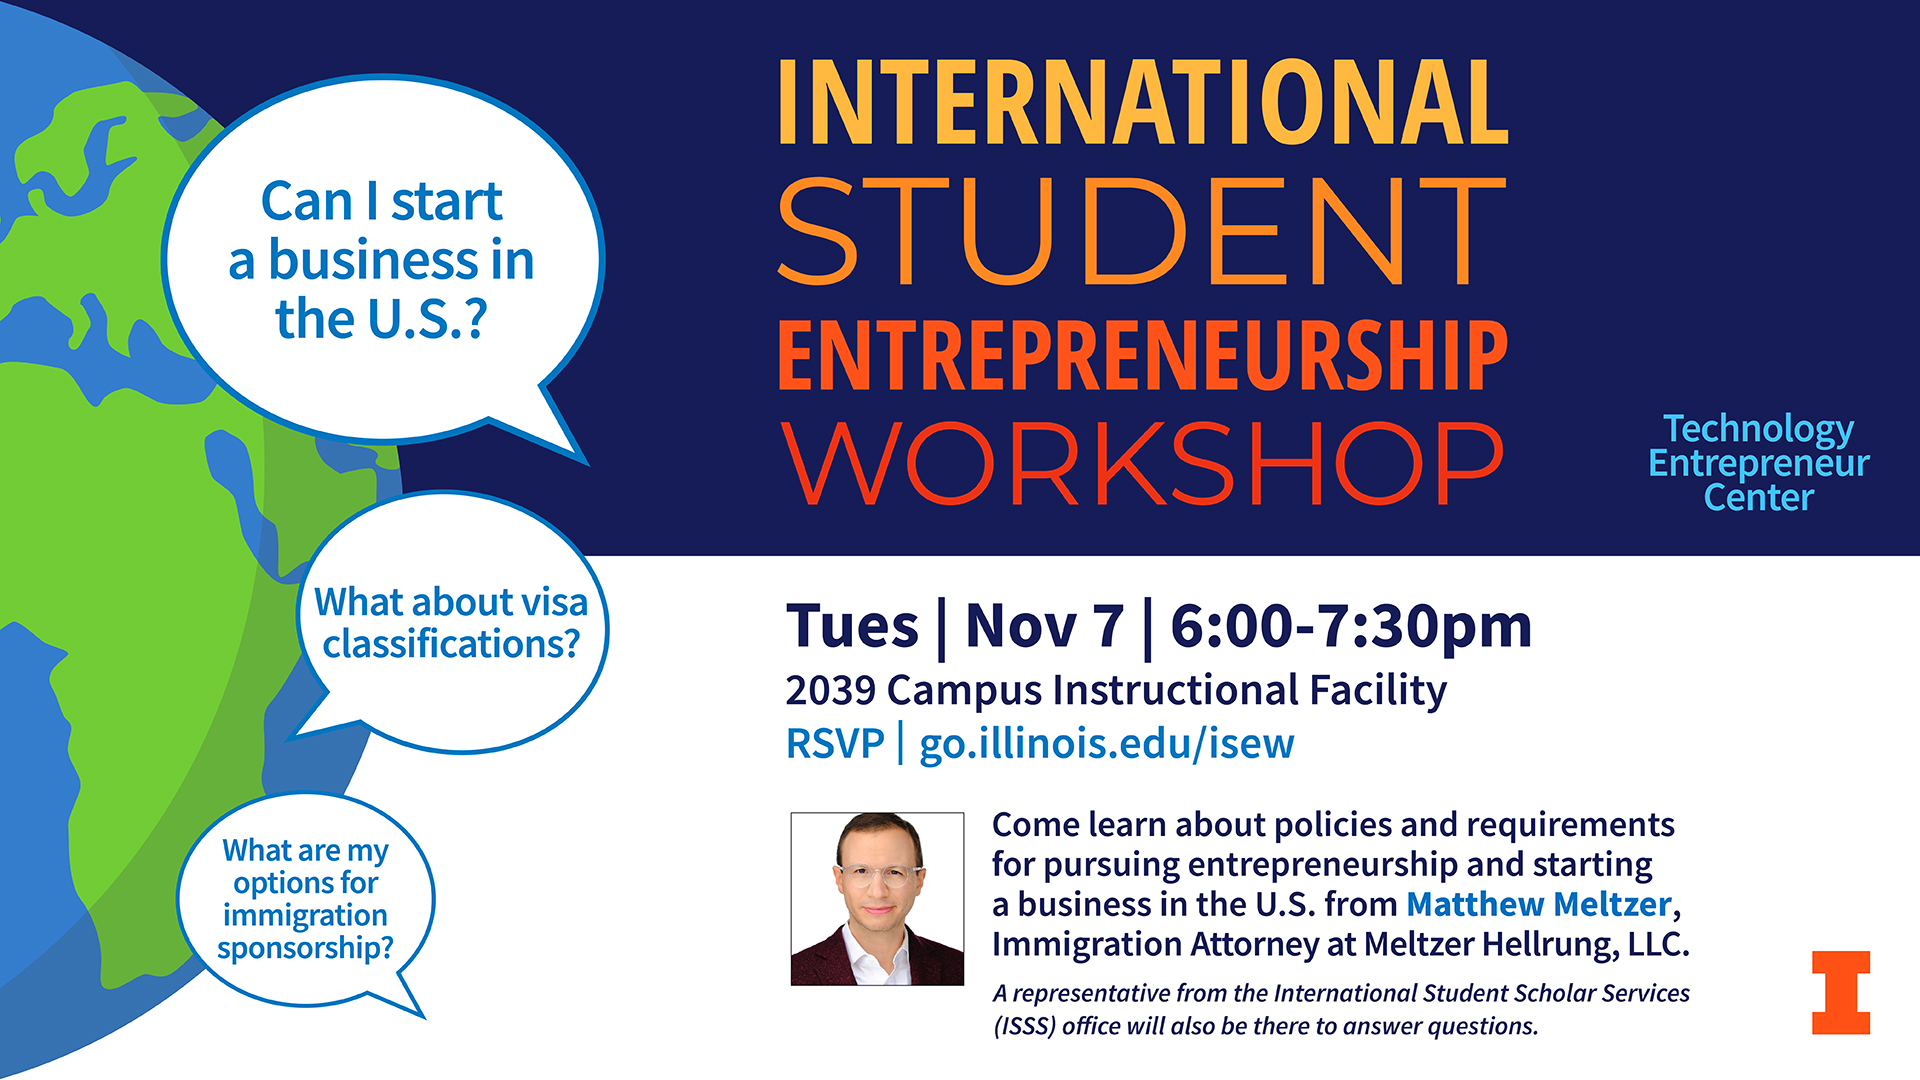 Can I start
a business in
the U.S.?
What about visa
classifications?
What are my
options for
immigration
sponsorship?
INTERNATIONAL
STUDENT
ENTREPRENEURSHIP
WORKSHOP
Technology
Entrepreneur
Center
Tues | Nov 7 | 6:00-7:30pm
2039 Campus Instructional Facility
RSVP | go.illinois.edu/isew
Come learn about policies and requirements
for pursuing entrepreneurship and starting
a business in the U.S. from Matthew Meltzer,
Immigration Attorney at Meltzer Hellrung, LLC.
A representative from the International Student Scholar Services
(ISSS) office will also be there to answer questions.
I